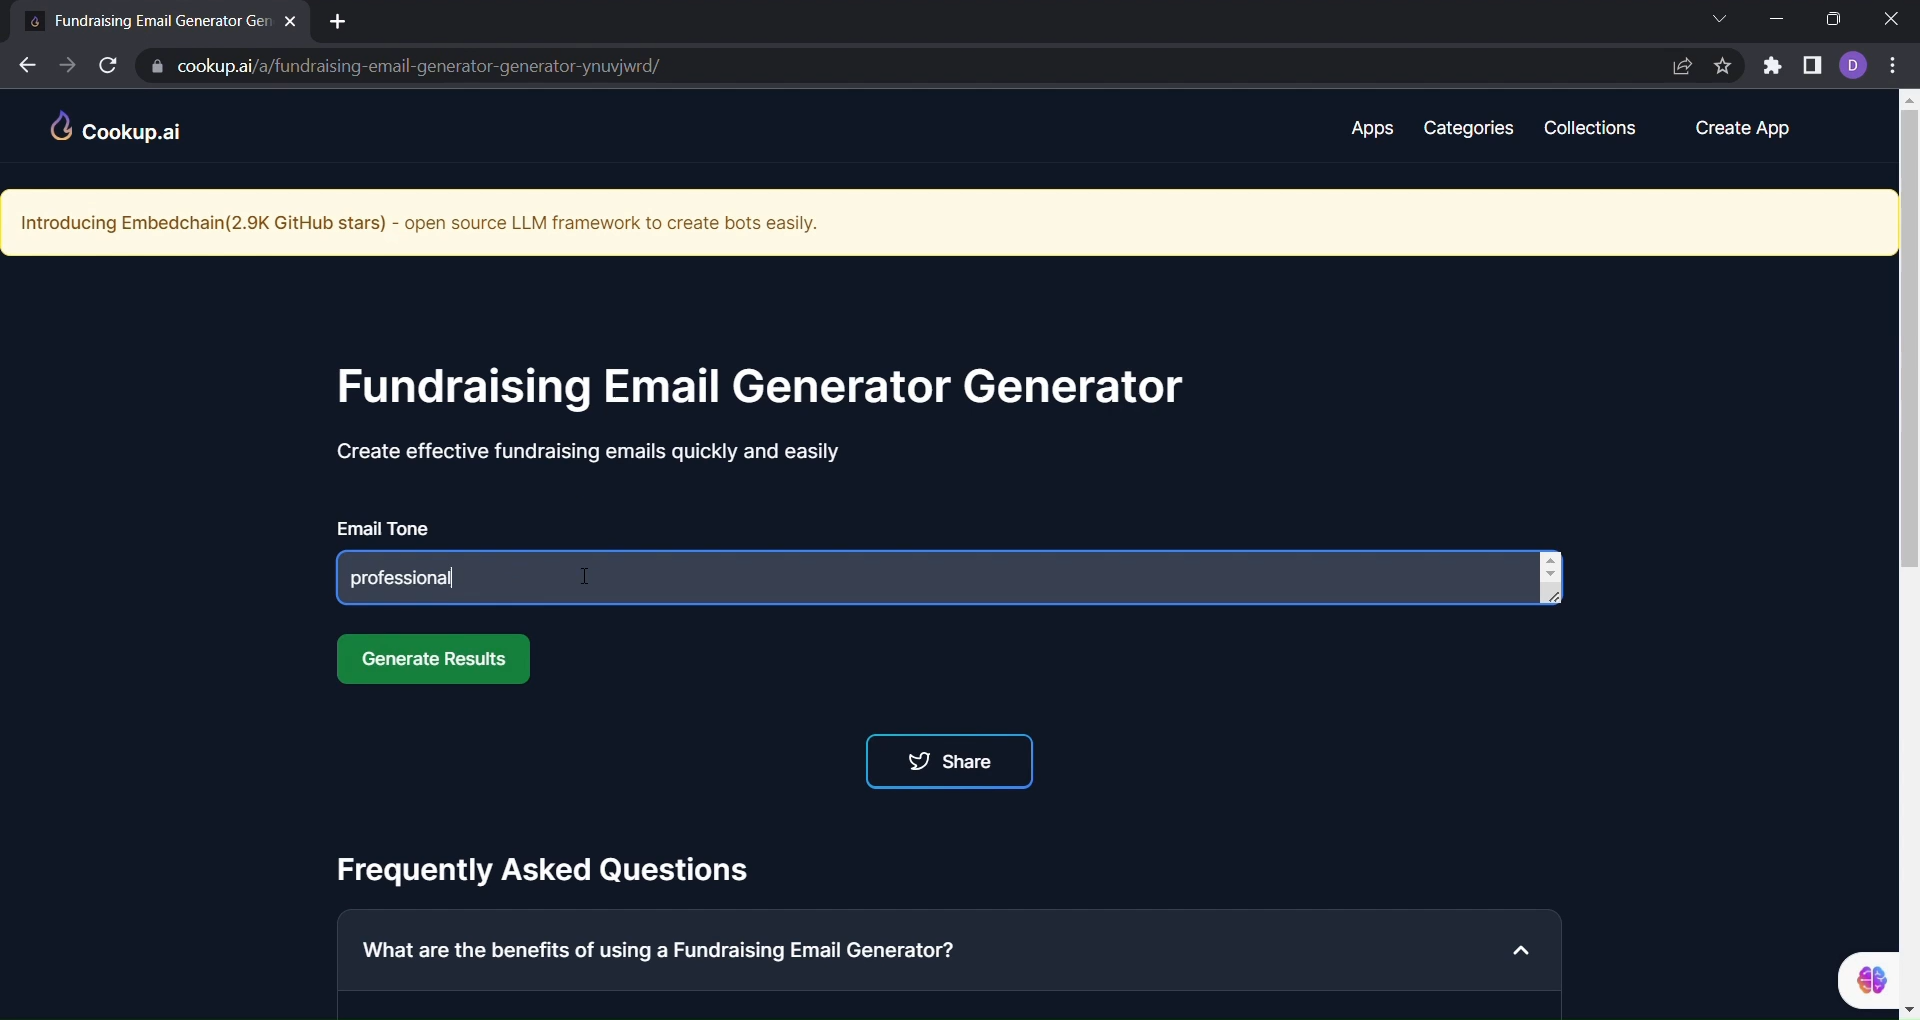 Fundraising Email Generator Gen
cookup.ai/a/fundraising-email-generator-generator-ynuvjwrd/
D
Cookup.ai
Apps
Categories
Collections
Create App
Introducing Embedchain(2.9K GitHub stars) - open source LLM framework to create bots easily.
Fundraising Email Generator Generator
Create effective fundraising emails quickly and easily
Email Tone
professional
Generate Results
Share
Frequently Asked Questions
What are the benefits of using a Fundraising Email Generator?